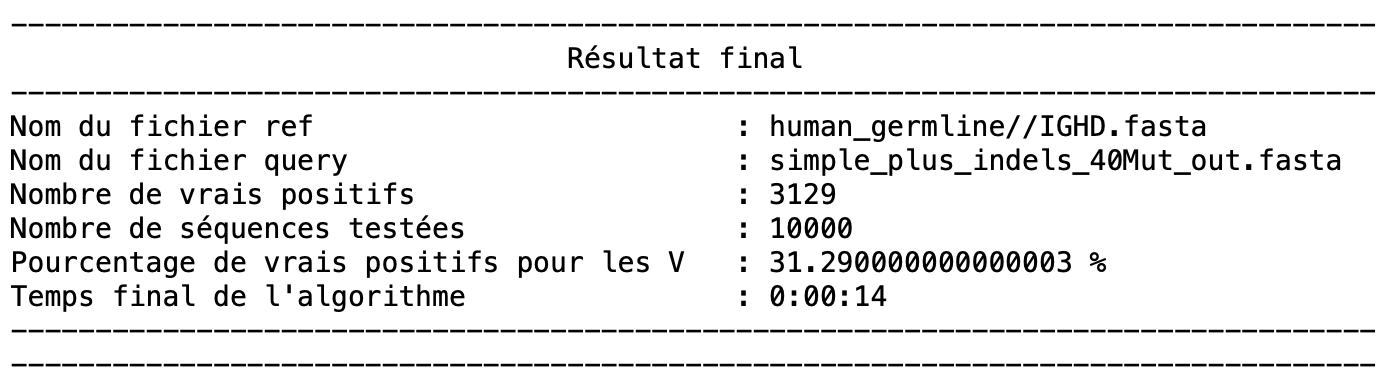 Résultat final
Nom du fichier ref : human_germline//IGHD.fasta
Nom du fichier query : simple_plus_indels_40Mut_out.fasta
Nombre de vrais positifs : 3129
Nombre de séquences testées : 10000
Pourcentage de vrais positifs pour les V : 31.290000000000003 %
Temps final de l'algorithme : 0:00:14